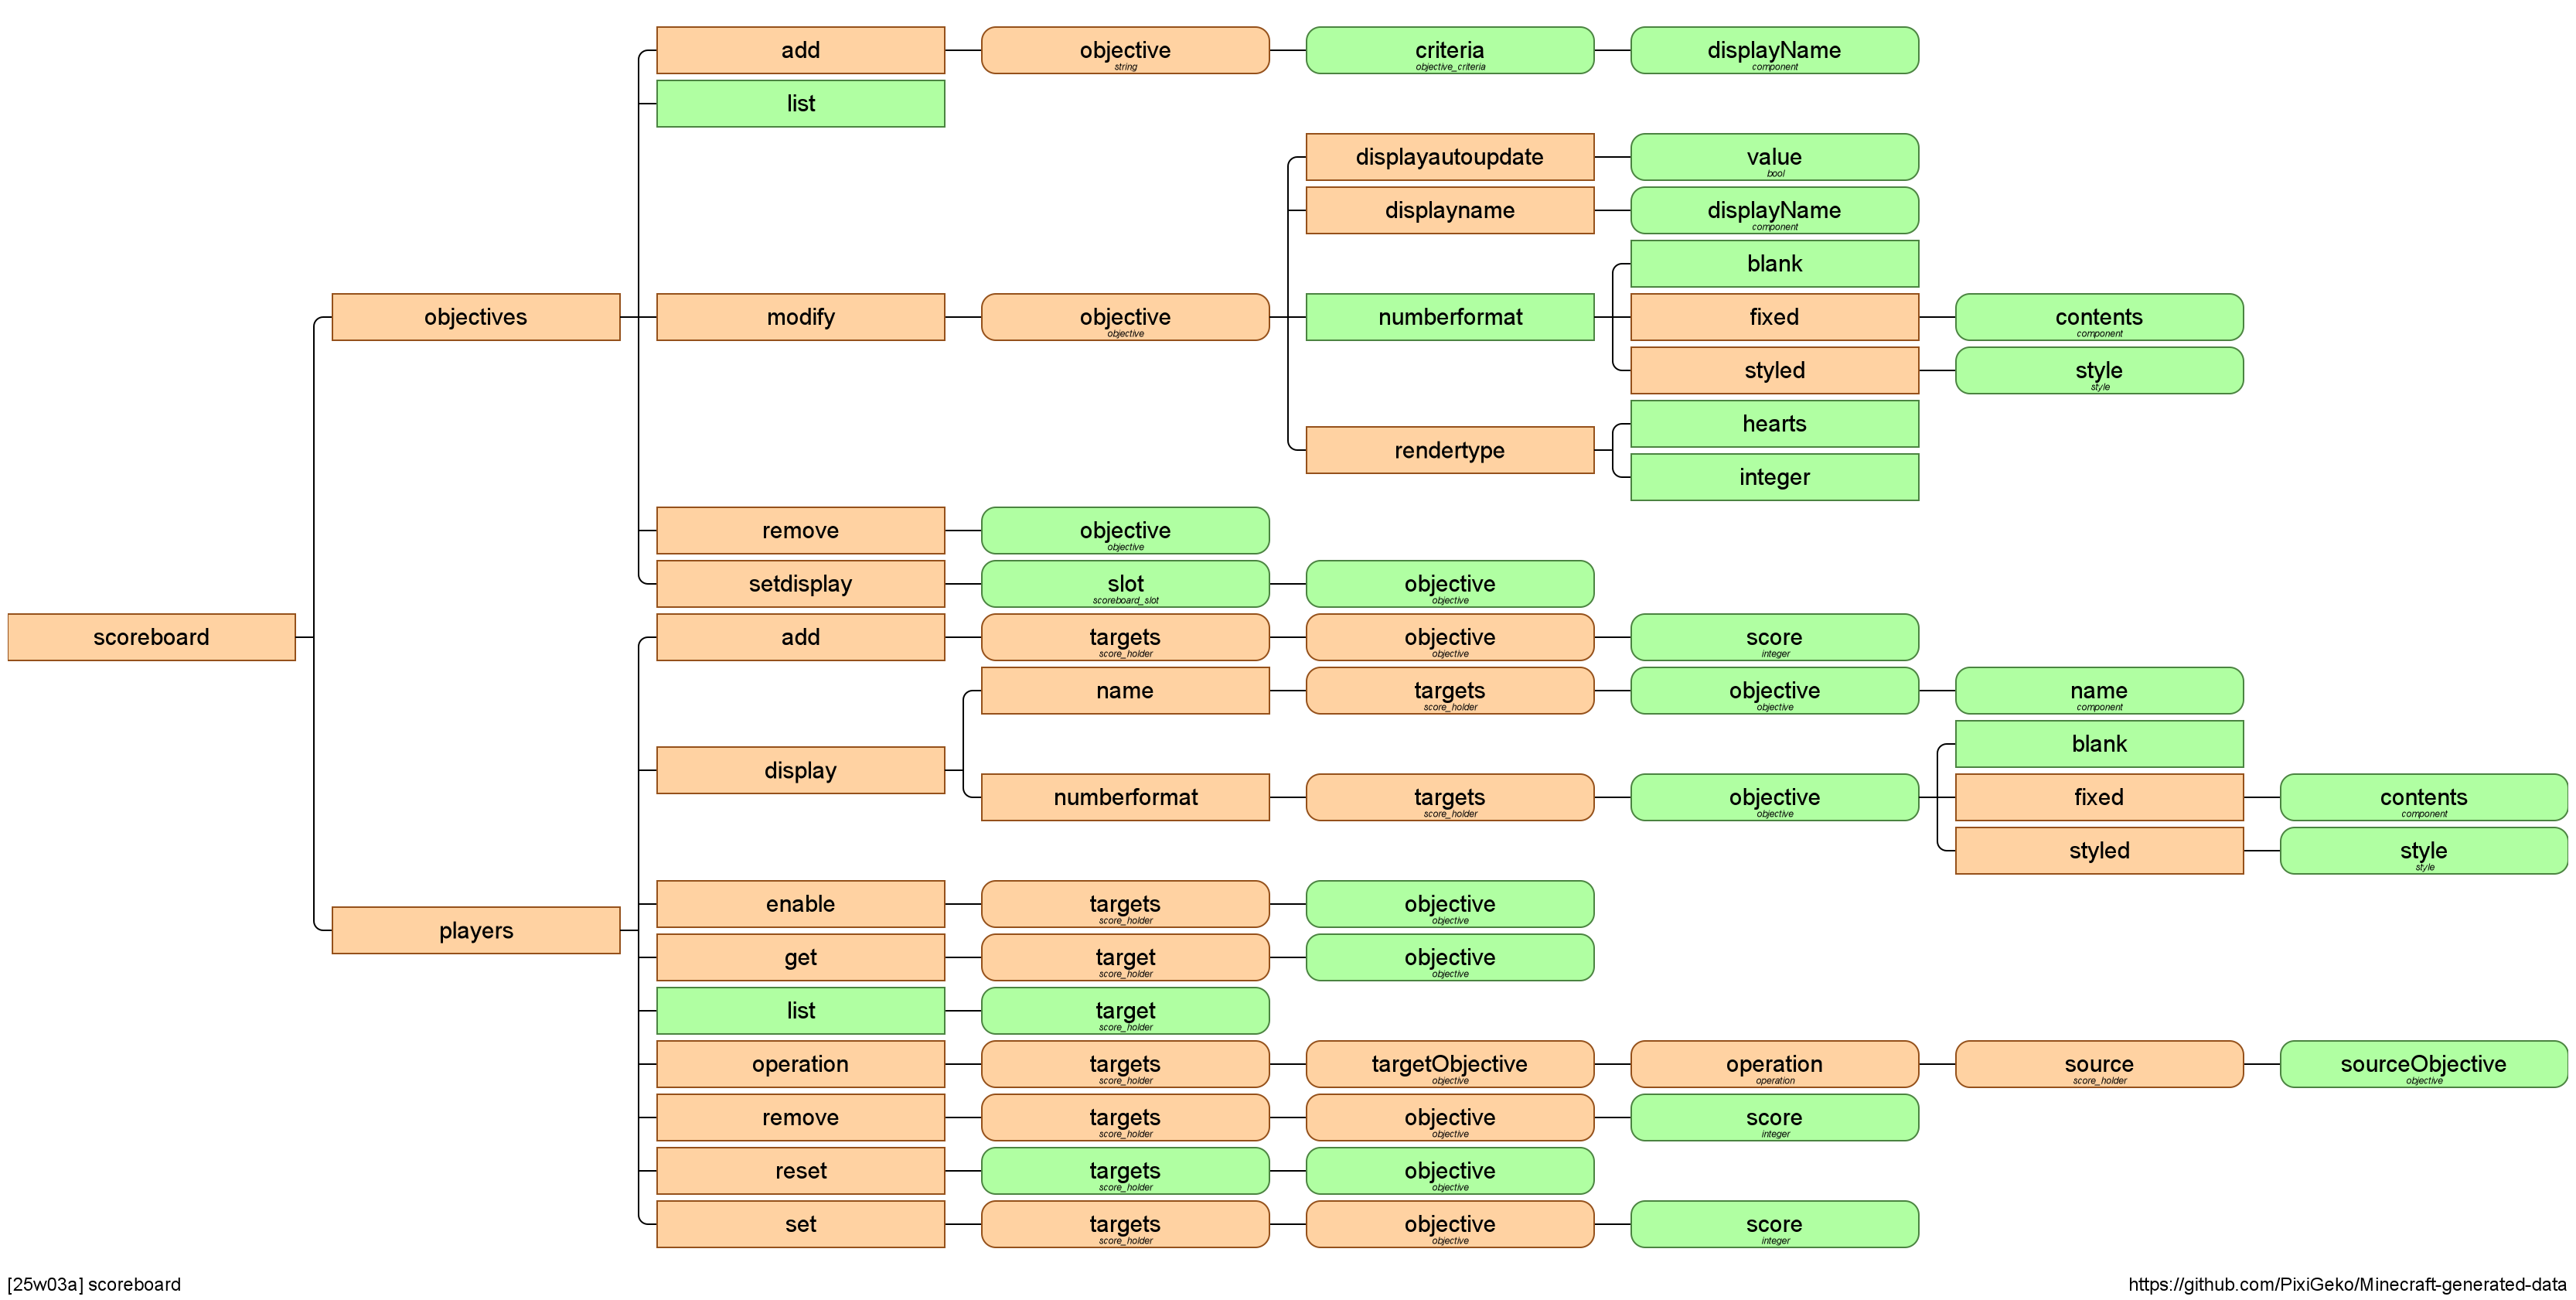 add
objective
string
criteria
objective_criteria
displayName
component
list
displayautoupdate
value
bool
displayname
displayName
component
blank
objectives
modify
objective
objective
numberformat
fixed
contents
component
styled
style
style
hearts
rendertype
integer
remove
objective
objective
setdisplay
slot
scoreboard_slot
objective
objective
scoreboard
add
targets
score_holder
objective
objective
score
integer
name
targets
score_holder
objective
objective
name
component
blank
display
numberformat
targets
score_holder
objective
objective
fixed
contents
component
styled
style
style
enable
targets
score_holder
objective
objective
players
get
target
score_holder
objective
objective
list
target
score_holder
operation
targets
score_holder
targetObjective
objective
operation
operation
source
score_holder
sourceObjective
objective
remove
targets
score_holder
objective
objective
score
integer
reset
targets
score_holder
objective
objective
set
targets
score_holder
objective
objective
score
integer
[25w03a] scoreboard
https://github.com/PixiGeko/Minecraft-generated-data